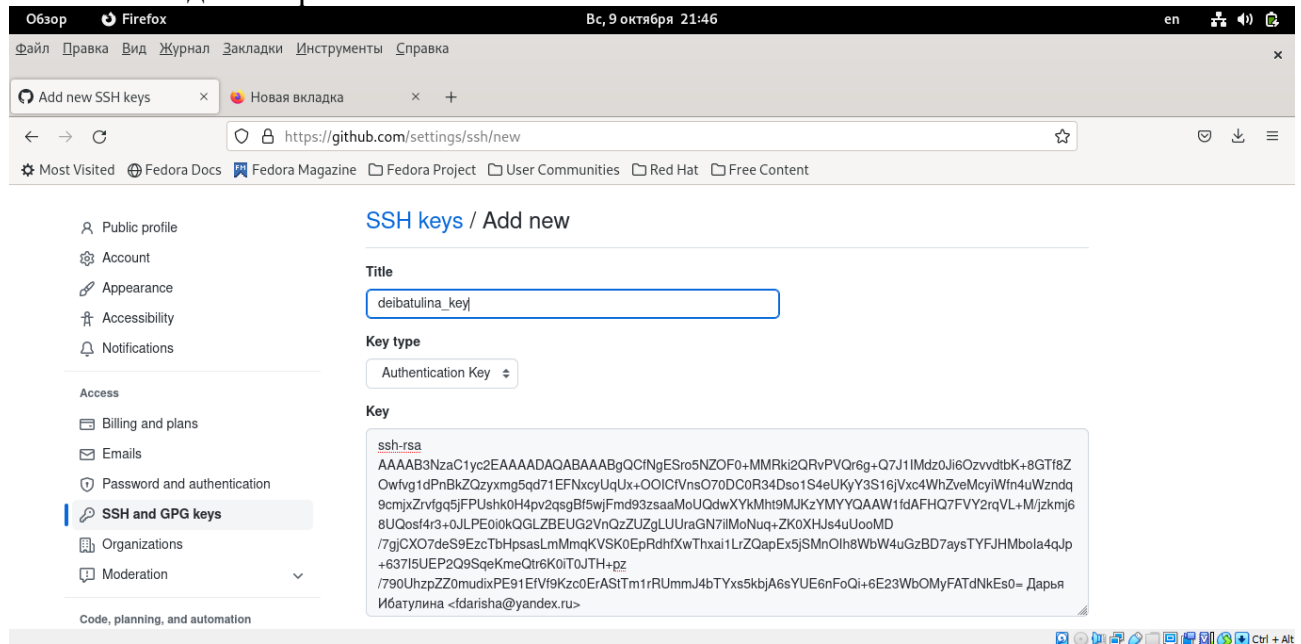 Обзор Firefox Вс, 9 октября 21:46 en
Файл Правка Вид Журнал Закладки Инструменты Справка ×
Add new SSH keys × Новая вкладка × +
https://github.com/settings/ssh/new
Most Visited Fedora Docs Fedora Magazine Fedora Project User Communities Red Hat Free Content
Public profile
Account
Appearance
Accessibility
Notifications
Access
Billing and plans
Emails
Password and authentication
SSH and GPG keys
Organizations
Moderation
Code, planning, and automation
SSH keys / Add new
Title
deibatulina_key
Key type
Authentication Key
Key
ssh-rsa
AAAAB3NzaC1yc2EAAAADAQABAAABgQCfNgESro5NZOF0+MMRki2QRvPVQr6g+Q7J1IMdz0Ji6OzvvdtbK+8GTf8Z
Owfvg1dPnBkZQzyxmg5qd71EFNxcyUqUx+OOICfVnsO70DC0R34Dso1S4eUKyY3S16jVxc4WhZveMcyiWfn4uWzndq
9cmjxZrvfgq5jFPUshk0H4pv2qsgBf5wjFmd93zsaaMoUQdwXYkMht9MJKzYMYYQAAW1fdAFHQ7FVY2rqVL+M/jzkmj6
8UQosf4r3+0JLPE0i0kQGLZBEUG2VnQzZUZgLUUraGN7ilMoNuq+ZK0XHJs4uUooMD
/7gjCXO7deS9EzcTbHpsasLmMmqKVSK0EpRdhfXwThxai1LrZQapEx5jSMnOlh8WbW4uGzBD7aysTYFJHMbola4qJp
+637I5UEP2Q9SqeKmeQtr6K0iT0JTH+pz
/790UhzpZZ0mudixPE91EfVf9Kzc0ErAStTm1rRUmmJ4bTYxs5kbjA6sYUE6nFoQi+6E23WbOMyFATdNkEs0= Дарья
Ибатулина <fdarisha@yandex.ru>
Ctrl + Alt